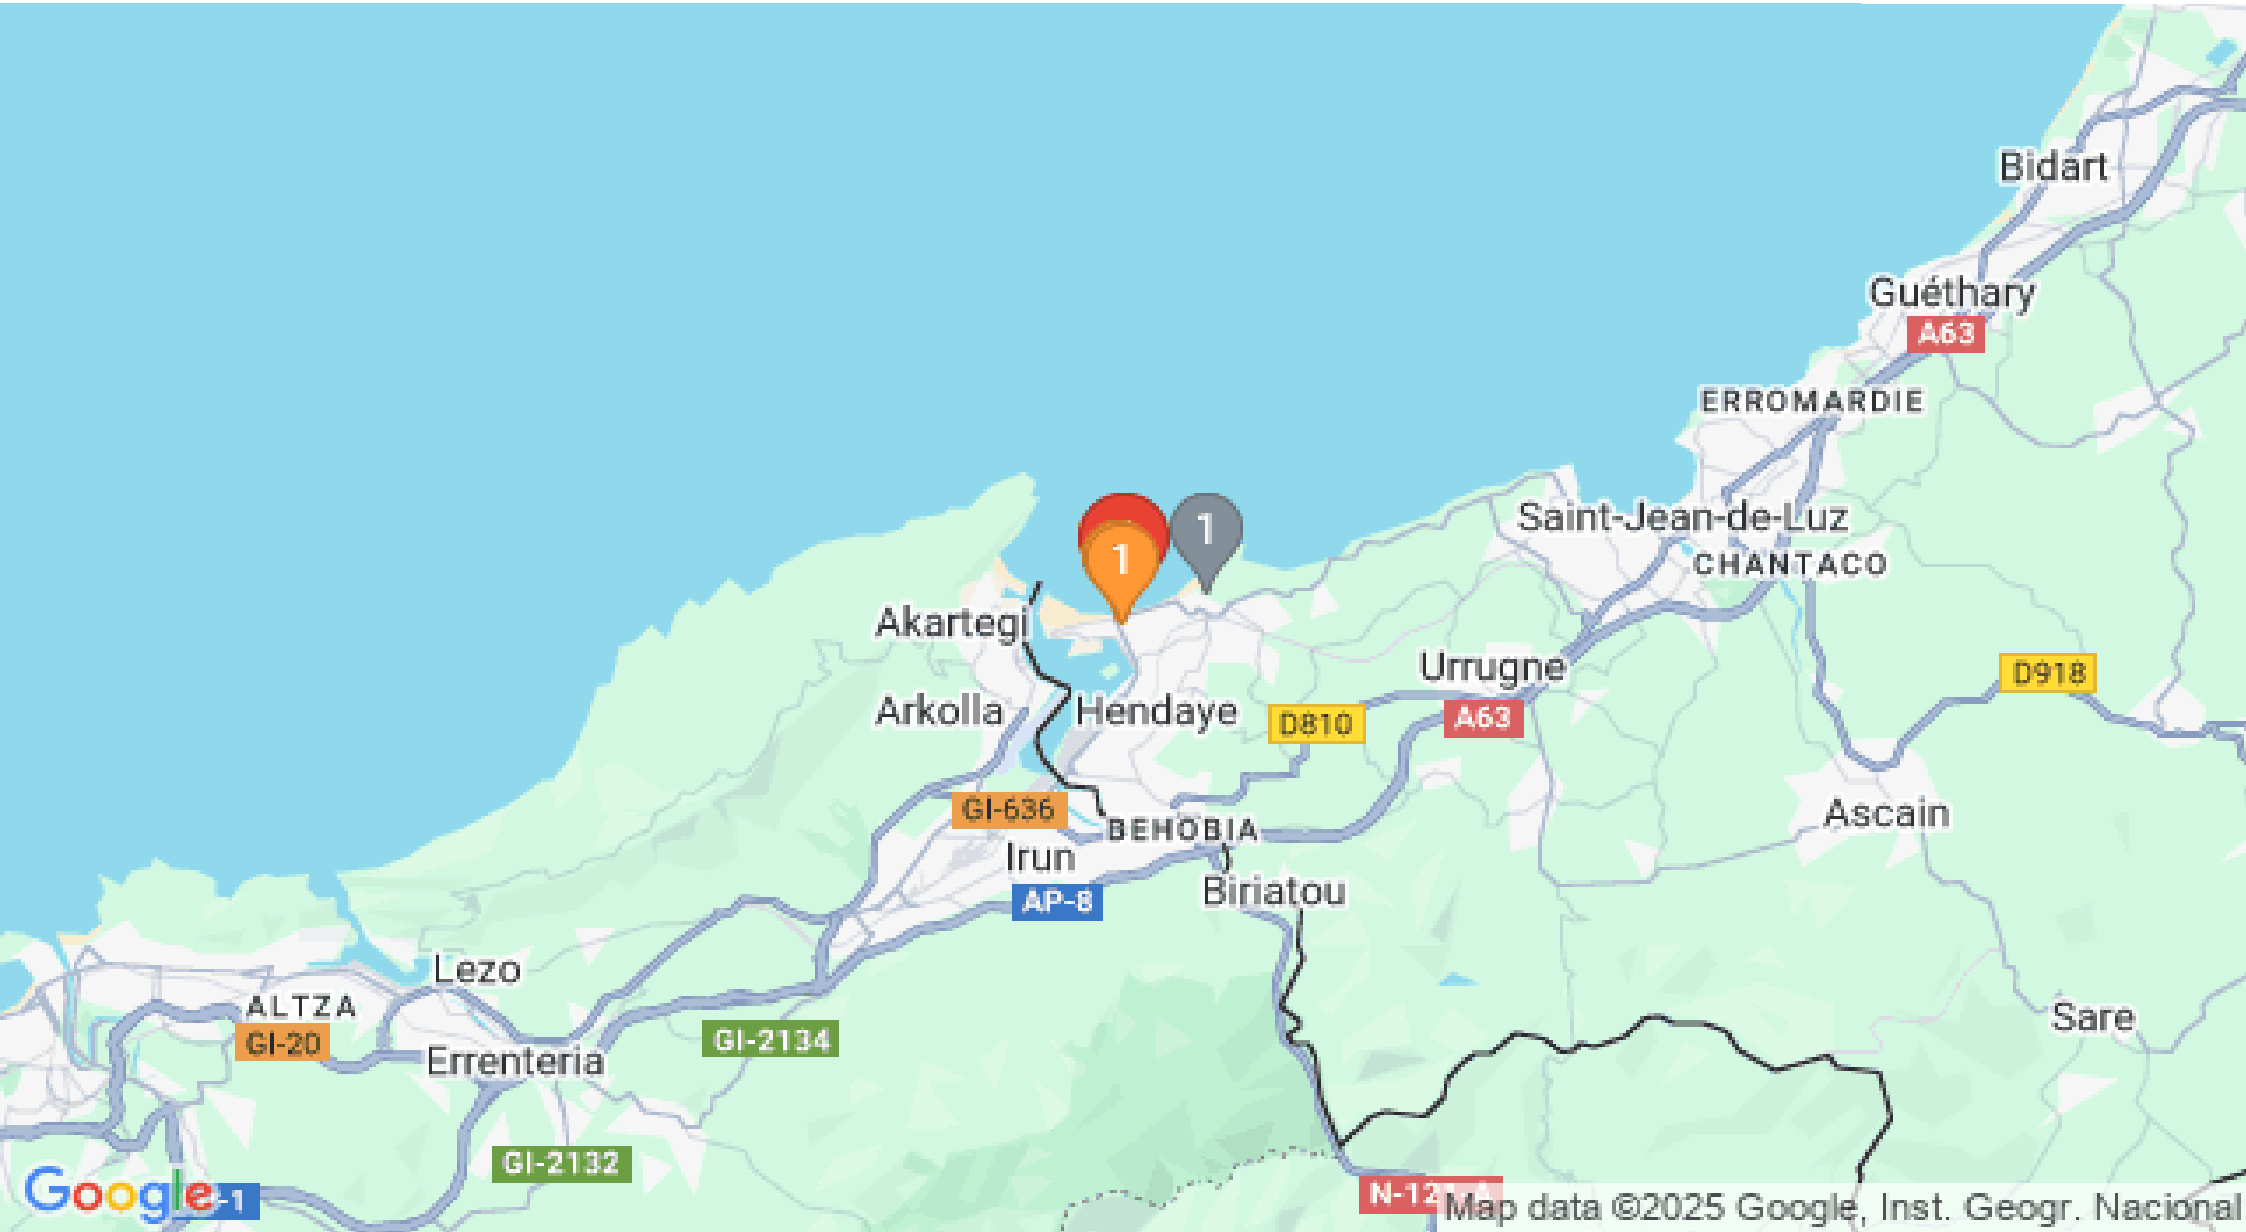 Bidart
Guéthary
A63
ERROMARDIE
Saint-Jean-de-Luz
1
1
CHANTACO
Akartegi
Urrugne
D918
Arkolla
Hendaye
D810
A63
GI-636
BEHOBIA
Ascain
Irun
Biriatou
AP-8
Lezo
ALTZA
Sare
GI-20
GI-2134
Errenteria
GI-2132
Google
-1
Map data ©2025 Google, Inst. Geogr. Nacional